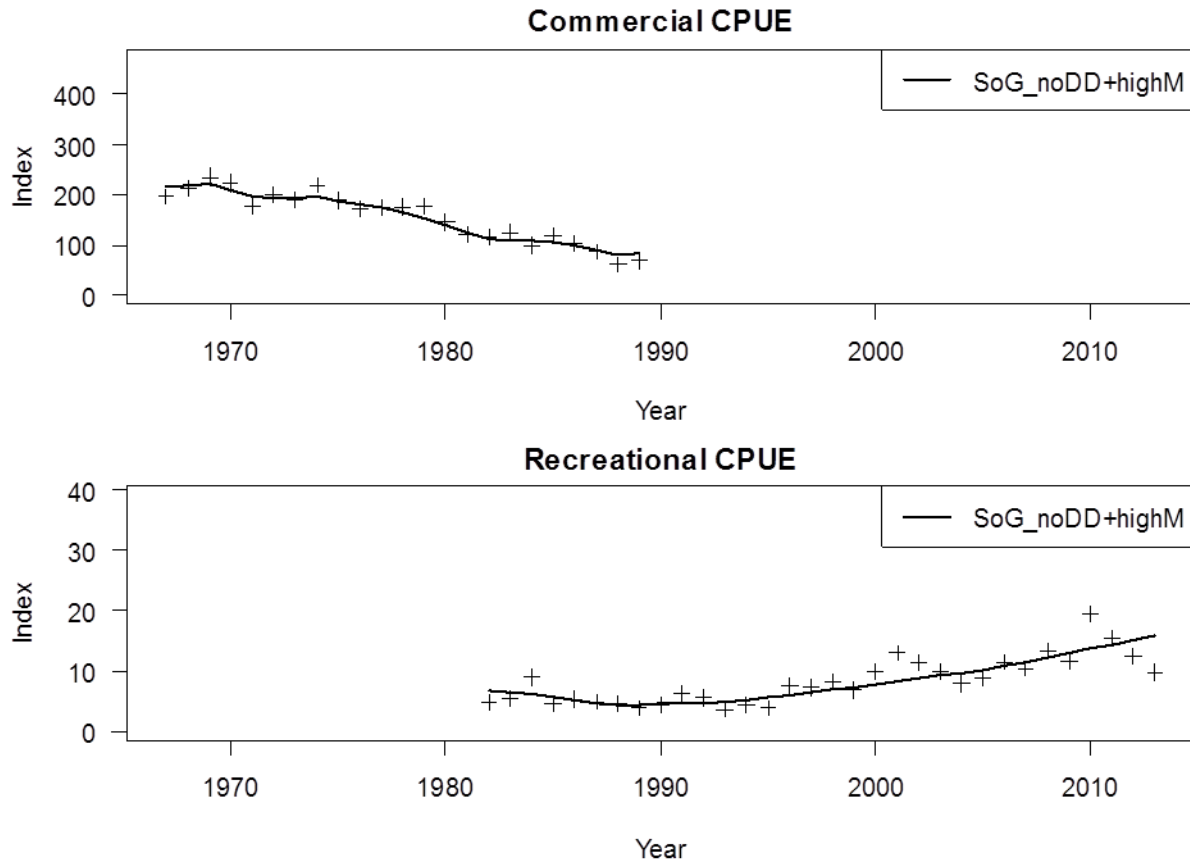 Commercial CPUE
SoG_noDD+highM
400
300
200
100
0
Index
1970 1980 1990 2000 2010
Year
Recreational CPUE
SoG_noDD+highM
40
30
20
10
0
Index
1970 1980 1990 2000 2010
Year